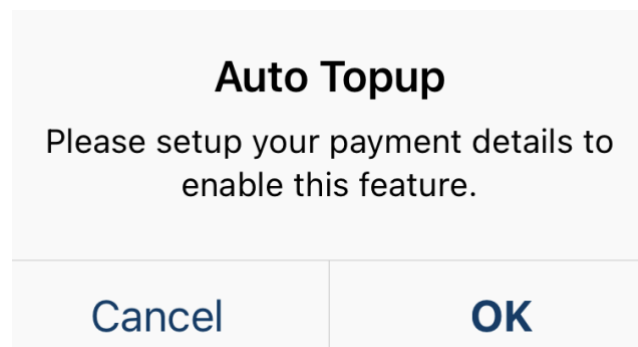 Auto Topup
Please setup your payment details to
enable this feature.
Cancel
OK